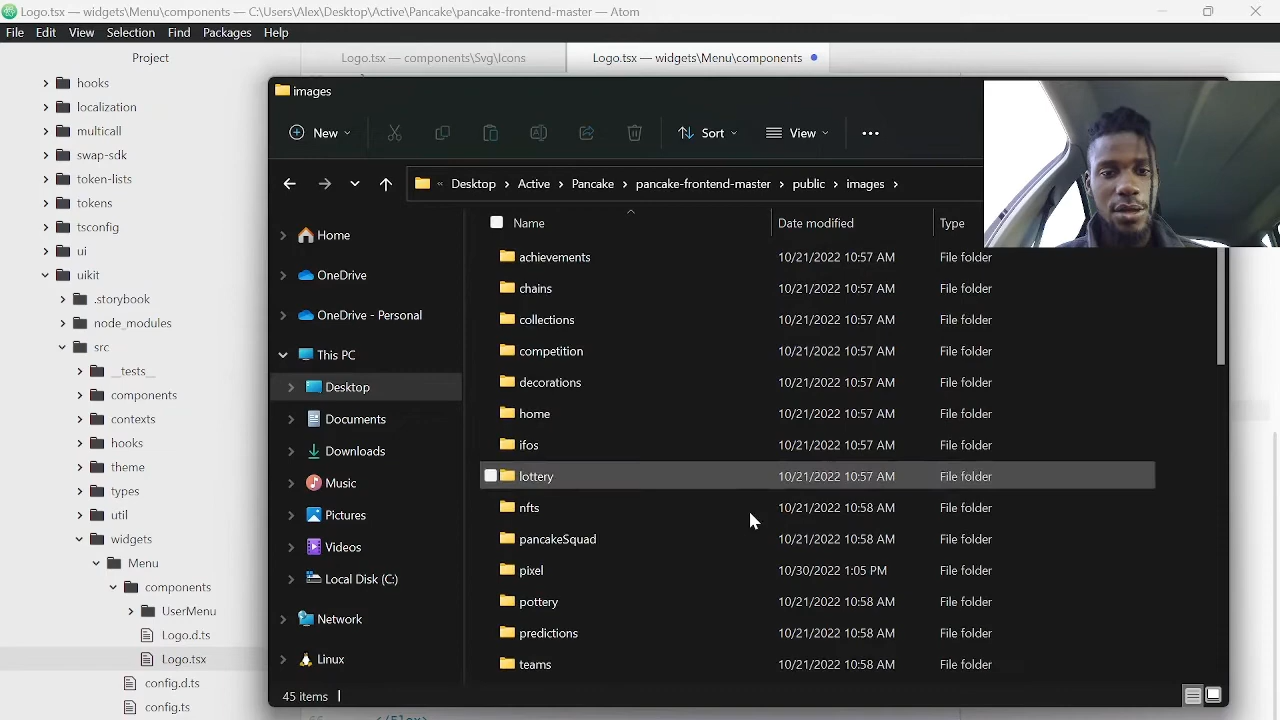 Logo.tsx — widgets\Menu\components — C:\Users\Alex\Desktop\Active\Pancake\pancake-frontend-master — Atom
File Edit View Selection Find Packages Help
Project
Logo.tsx — components\Svg\Icons
Logo.tsx — widgets\Menu\components
hooks
localization
multicall
swap-sdk
token-lists
tokens
tsconfig
ui
uikit
.storybook
node_modules
src
__tests__
components
contexts
hooks
theme
types
util
widgets
Menu
components
UserMenu
Logo.d.ts
Logo.tsx
config.d.ts
config.ts
images
New
Sort
View
« Desktop > Active > Pancake > pancake-frontend-master > public > images >
Home
OneDrive
OneDrive - Personal
This PC
Desktop
Documents
Downloads
Music
Pictures
Videos
Local Disk (C:)
Network
Linux
Name Date modified Type
achievements 10/21/2022 10:57 AM File folder
chains 10/21/2022 10:57 AM File folder
collections 10/21/2022 10:57 AM File folder
competition 10/21/2022 10:57 AM File folder
decorations 10/21/2022 10:57 AM File folder
home 10/21/2022 10:57 AM File folder
ifos 10/21/2022 10:57 AM File folder
lottery 10/21/2022 10:57 AM File folder
nfts 10/21/2022 10:58 AM File folder
pancakeSquad 10/21/2022 10:58 AM File folder
pixel 10/30/2022 1:05 PM File folder
pottery 10/21/2022 10:58 AM File folder
predictions 10/21/2022 10:58 AM File folder
teams 10/21/2022 10:58 AM File folder
45 items